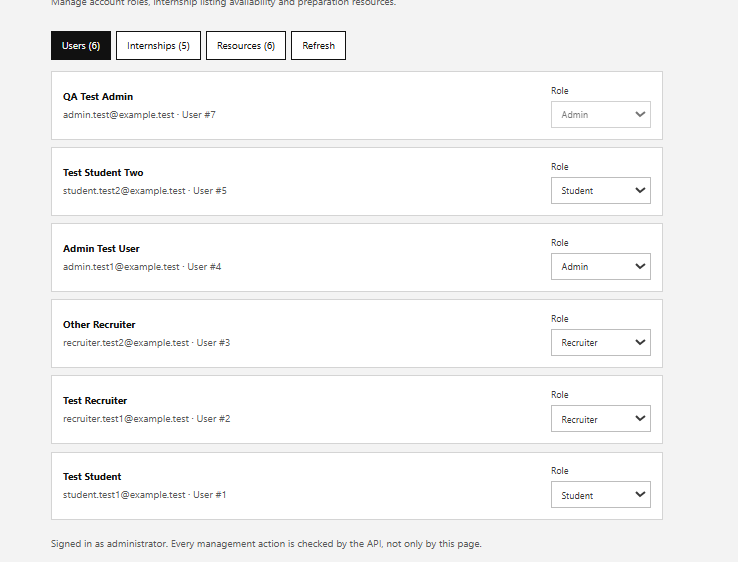 Manage account roles, internship listing availability and preparation resources.
Users (6) Internships (5) Resources (6) Refresh
QA Test Admin
admin.test@example.test · User #7
Role
Admin
Test Student Two
student.test2@example.test · User #5
Role
Student
Admin Test User
admin.test1@example.test · User #4
Role
Admin
Other Recruiter
recruiter.test2@example.test · User #3
Role
Recruiter
Test Recruiter
recruiter.test1@example.test · User #2
Role
Recruiter
Test Student
student.test1@example.test · User #1
Role
Student
Signed in as administrator. Every management action is checked by the API, not only by this page.